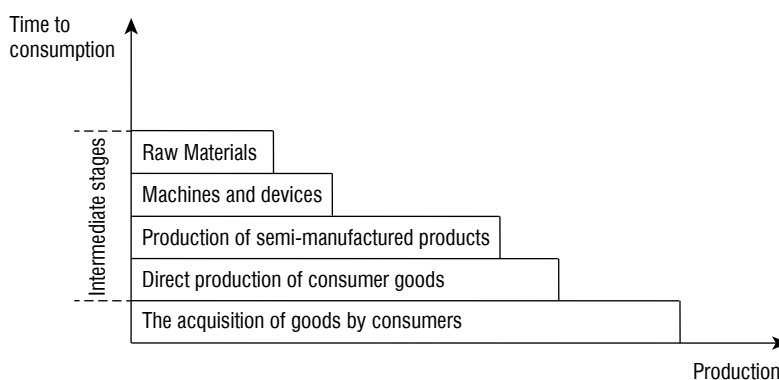 Time to
consumption
Intermediate stages
Raw Materials
Machines and devices
Production of semi-manufactured products
Direct production of consumer goods
The acquisition of goods by consumers
Production